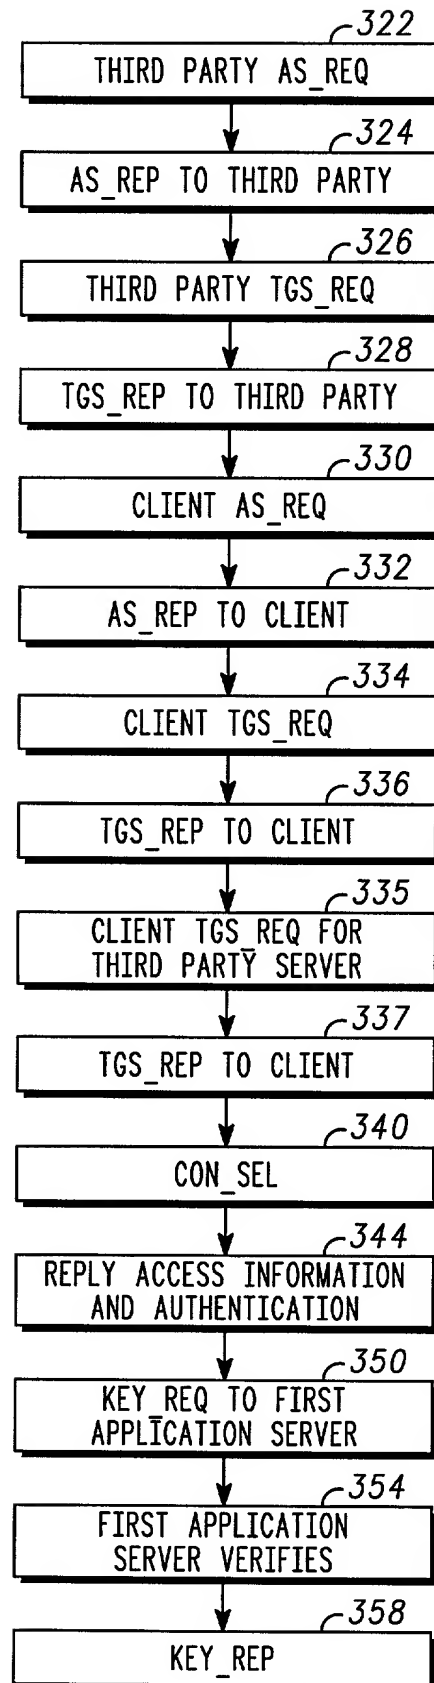 322
THIRD PARTY AS_REQ
324
AS_REP TO THIRD PARTY
326
THIRD PARTY TGS_REQ
328
TGS_REP TO THIRD PARTY
330
CLIENT AS_REQ
332
AS_REP TO CLIENT
334
CLIENT TGS_REQ
336
TGS_REP TO CLIENT
335
CLIENT TGS_REQ FOR
THIRD PARTY SERVER
337
TGS_REP TO CLIENT
340
CON_SEL
344
REPLY ACCESS INFORMATION
AND AUTHENTICATION
350
KEY_REQ TO FIRST
APPLICATION SERVER
354
FIRST APPLICATION
SERVER VERIFIES
358
KEY_REP